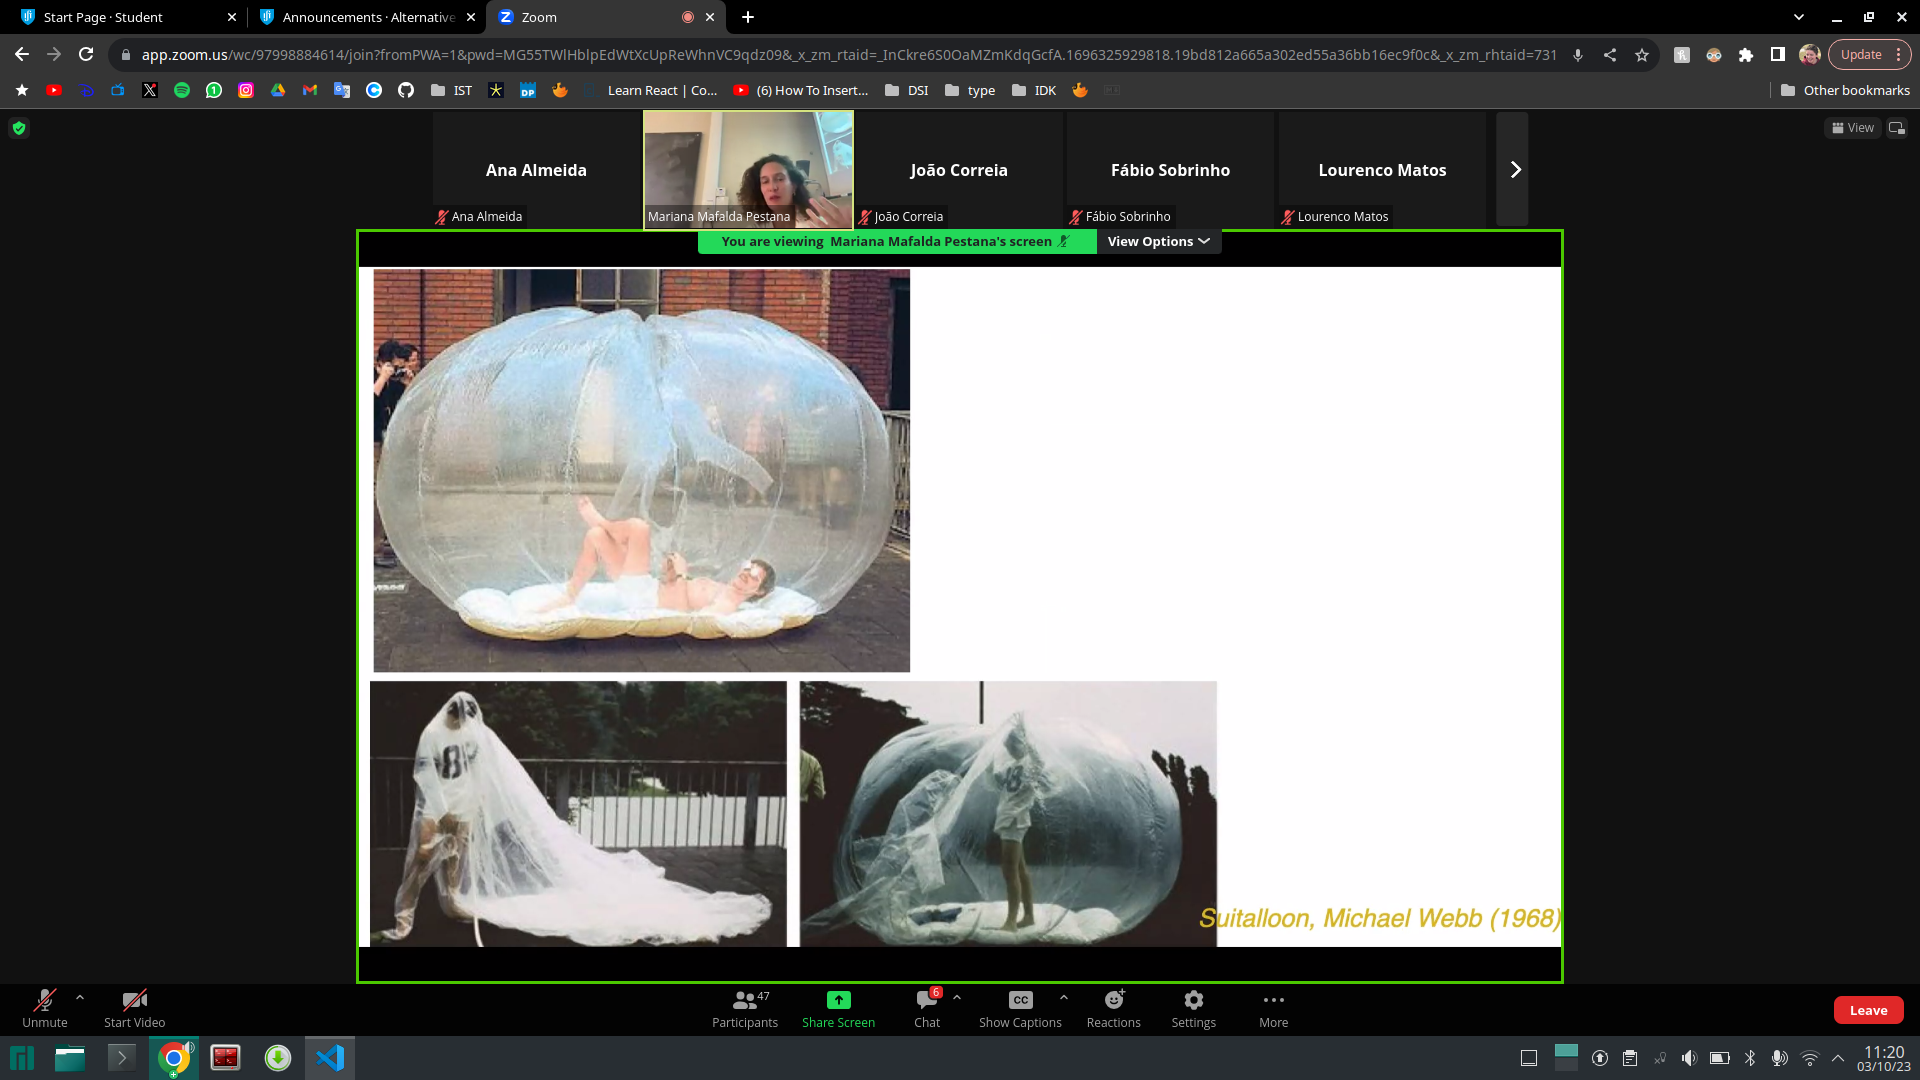 Start Page · Student
Announcements · Alternative
Zoom
app.zoom.us/wc/97998884614/join?fromPWA=1&pwd=MG55TWlHblpEdWtXcUpReWhnVC9qdz09&_x_zm_rtaid=_InCkre6S0OaMZmKdqGcfA.1696325929818.19bd812a665a302ed55a36bb16ec9f0c&_x_zm_rhtaid=731
Update
IST
DP
Learn React | Co...
(6) How To Insert...
DSI
type
IDK
Other bookmarks
View
Ana Almeida
João Correia
Fábio Sobrinho
Lourenco Matos
Ana Almeida
Mariana Mafalda Pestana
João Correia
Fábio Sobrinho
Lourenco Matos
You are viewing Mariana Mafalda Pestana's screen
View Options
8
Suitalloon, Michael Webb (1968)
Unmute
Start Video
47
Participants
Share Screen
6
Chat
CC
Show Captions
Reactions
Settings
More
Leave
11:20
03/10/23